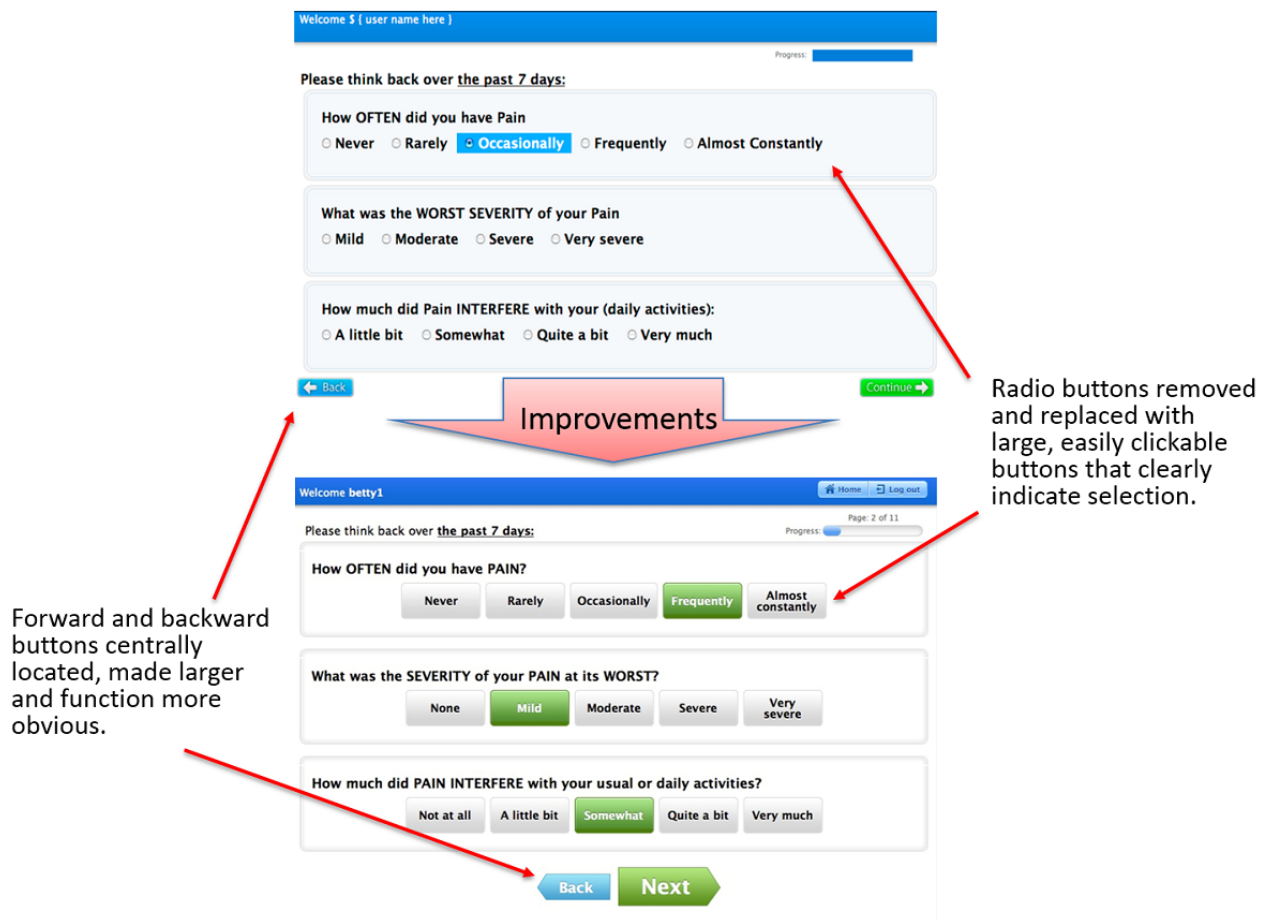 Welcome $ { user name here }
Progress:
Please think back over the past 7 days:
How OFTEN did you have Pain
Never Rarely Occasionally Frequently Almost Constantly
What was the WORST SEVERITY of your Pain
Mild Moderate Severe Very severe
How much did Pain INTERFERE with your (daily activities):
A little bit Somewhat Quite a bit Very much
Back Continue
Improvements
Radio buttons removed
and replaced with
large, easily clickable
buttons that clearly
indicate selection.
Welcome betty1 Home Log out
Page: 2 of 11
Please think back over the past 7 days: Progress:
How OFTEN did you have PAIN?
Never Rarely Occasionally Frequently Almost
constantly
What was the SEVERITY of your PAIN at its WORST?
None Mild Moderate Severe Very
severe
How much did PAIN INTERFERE with your usual or daily activities?
Not at all A little bit Somewhat Quite a bit Very much
Back Next
Forward and backward
buttons centrally
located, made larger
and function more
obvious.